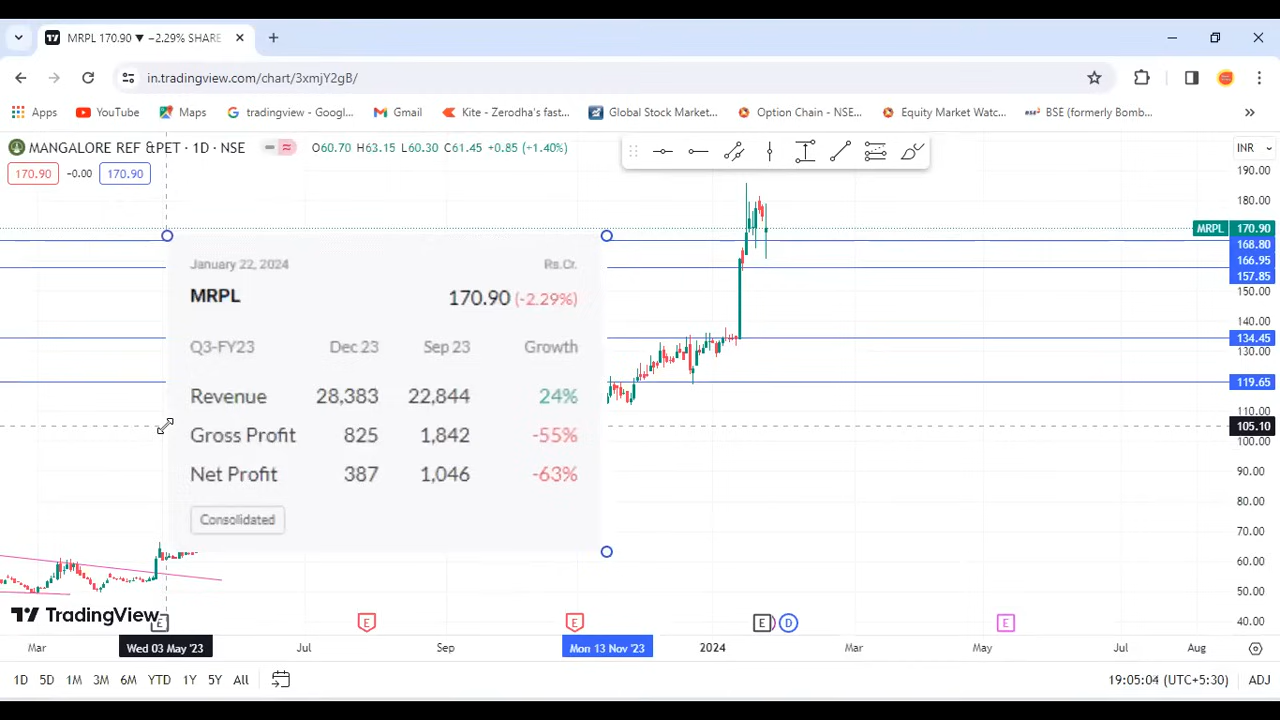 MRPL 170.90 ▼ −2.29% SHARE
in.tradingview.com/chart/3xmjY2gB/
Apps YouTube Maps tradingview - Googl... Gmail Kite - Zerodha's fast... Global Stock Market... Option Chain - NSE... Equity Market Watc... BSE (formerly Bomb... »
MANGALORE REF &PET · 1D · NSE O60.70 H63.15 L60.30 C61.45 +0.85 (+1.40%) INR
170.90 -0.00 170.90
190.00
180.00
MRPL 170.90
168.80
166.95
157.85
150.00
140.00
134.45
130.00
119.65
110.00
105.10
100.00
90.00
80.00
70.00
60.00
50.00
40.00
January 22, 2024 Rs.Cr.
MRPL 170.90 (-2.29%)
Q3-FY23 Dec 23 Sep 23 Growth
Revenue 28,383 22,844 24%
Gross Profit 825 1,842 -55%
Net Profit 387 1,046 -63%
Consolidated
TradingView
E E E E D E
Mar Wed 03 May '23 Jul Sep Mon 13 Nov '23 2024 Mar May Jul Aug
1D 5D 1M 3M 6M YTD 1Y 5Y All 19:05:04 (UTC+5:30) ADJ